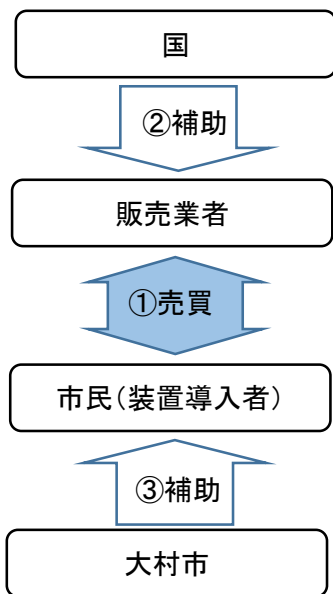 国
②補助
販売業者
①売買
市民（装置導入者）
③補助
大村市